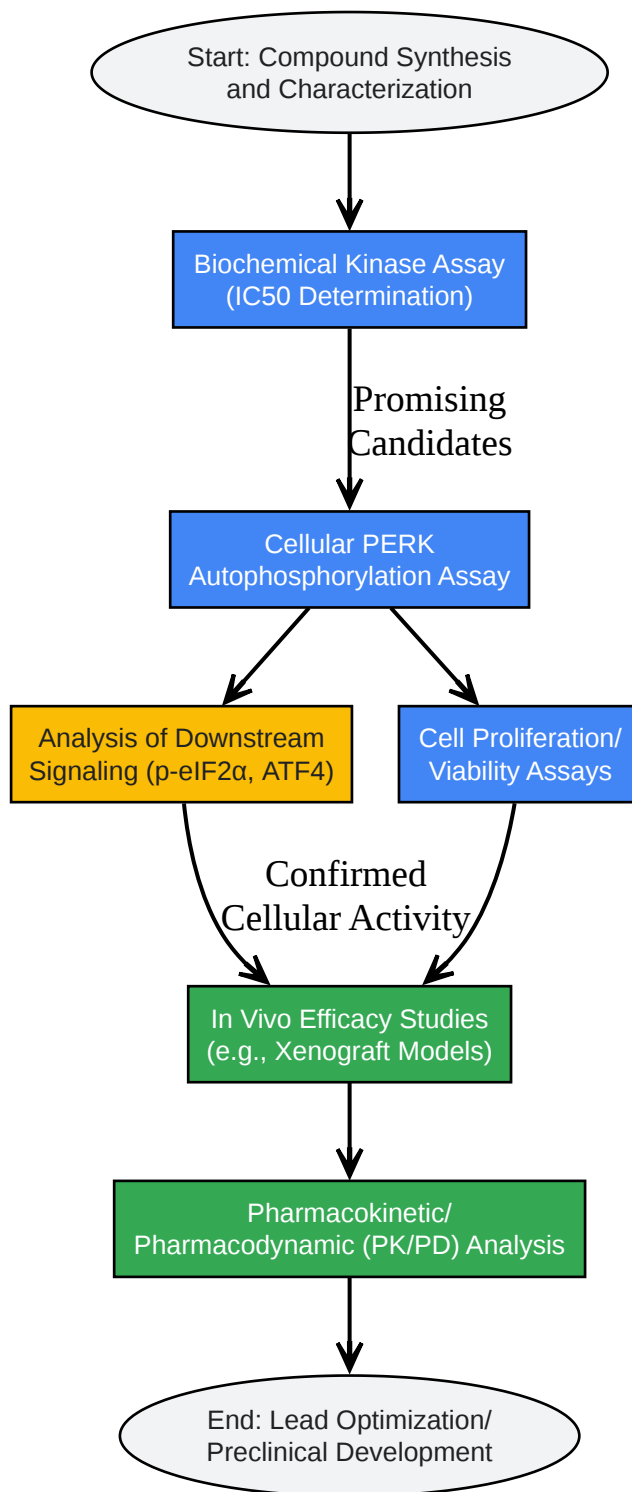 Start: Compound Synthesis
and Characterization
Biochemical Kinase Assay
(IC50 Determination)
Promising
Candidates
Cellular PERK
Autophosphorylation Assay
Analysis of Downstream
Signaling (p-eIF2α, ATF4)
Cell Proliferation/
Viability Assays
Confirmed
Cellular Activity
In Vivo Efficacy Studies
(e.g., Xenograft Models)
Pharmacokinetic/
Pharmacodynamic (PK/PD) Analysis
End: Lead Optimization/
Preclinical Development